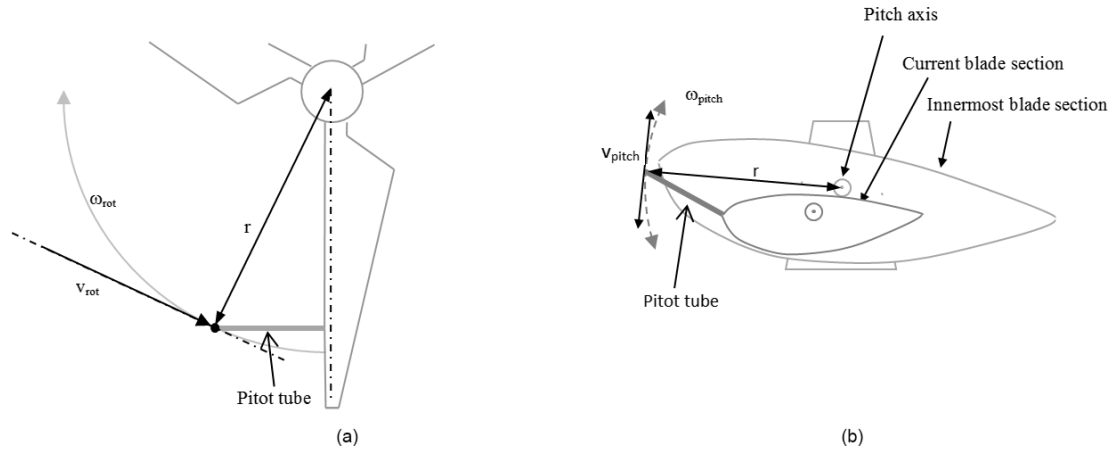 ω_rot
r
v_rot
Pitot tube
(a)
Pitch axis
Current blade section
Innermost blade section
ω_pitch
v_pitch
r
Pitot tube
(b)